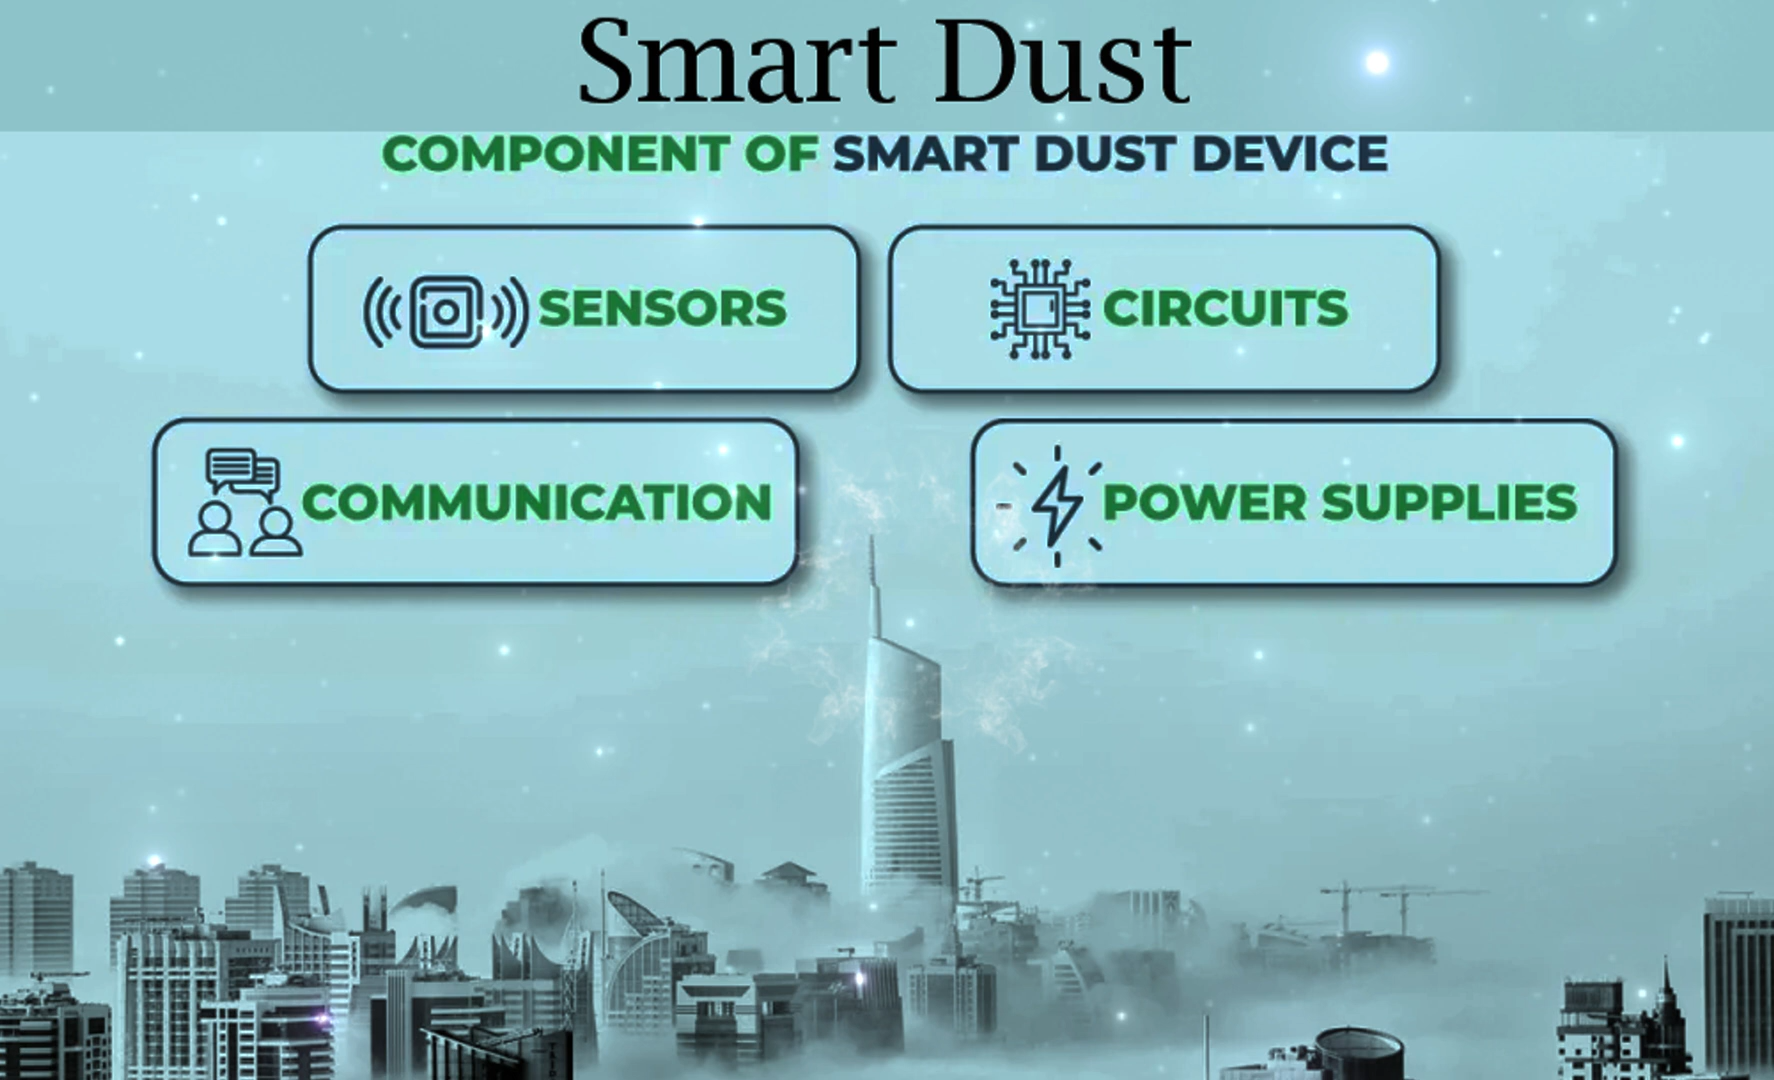 Smart Dust
COMPONENT OF SMART DUST DEVICE
SENSORS
CIRCUITS
COMMUNICATION
POWER SUPPLIES